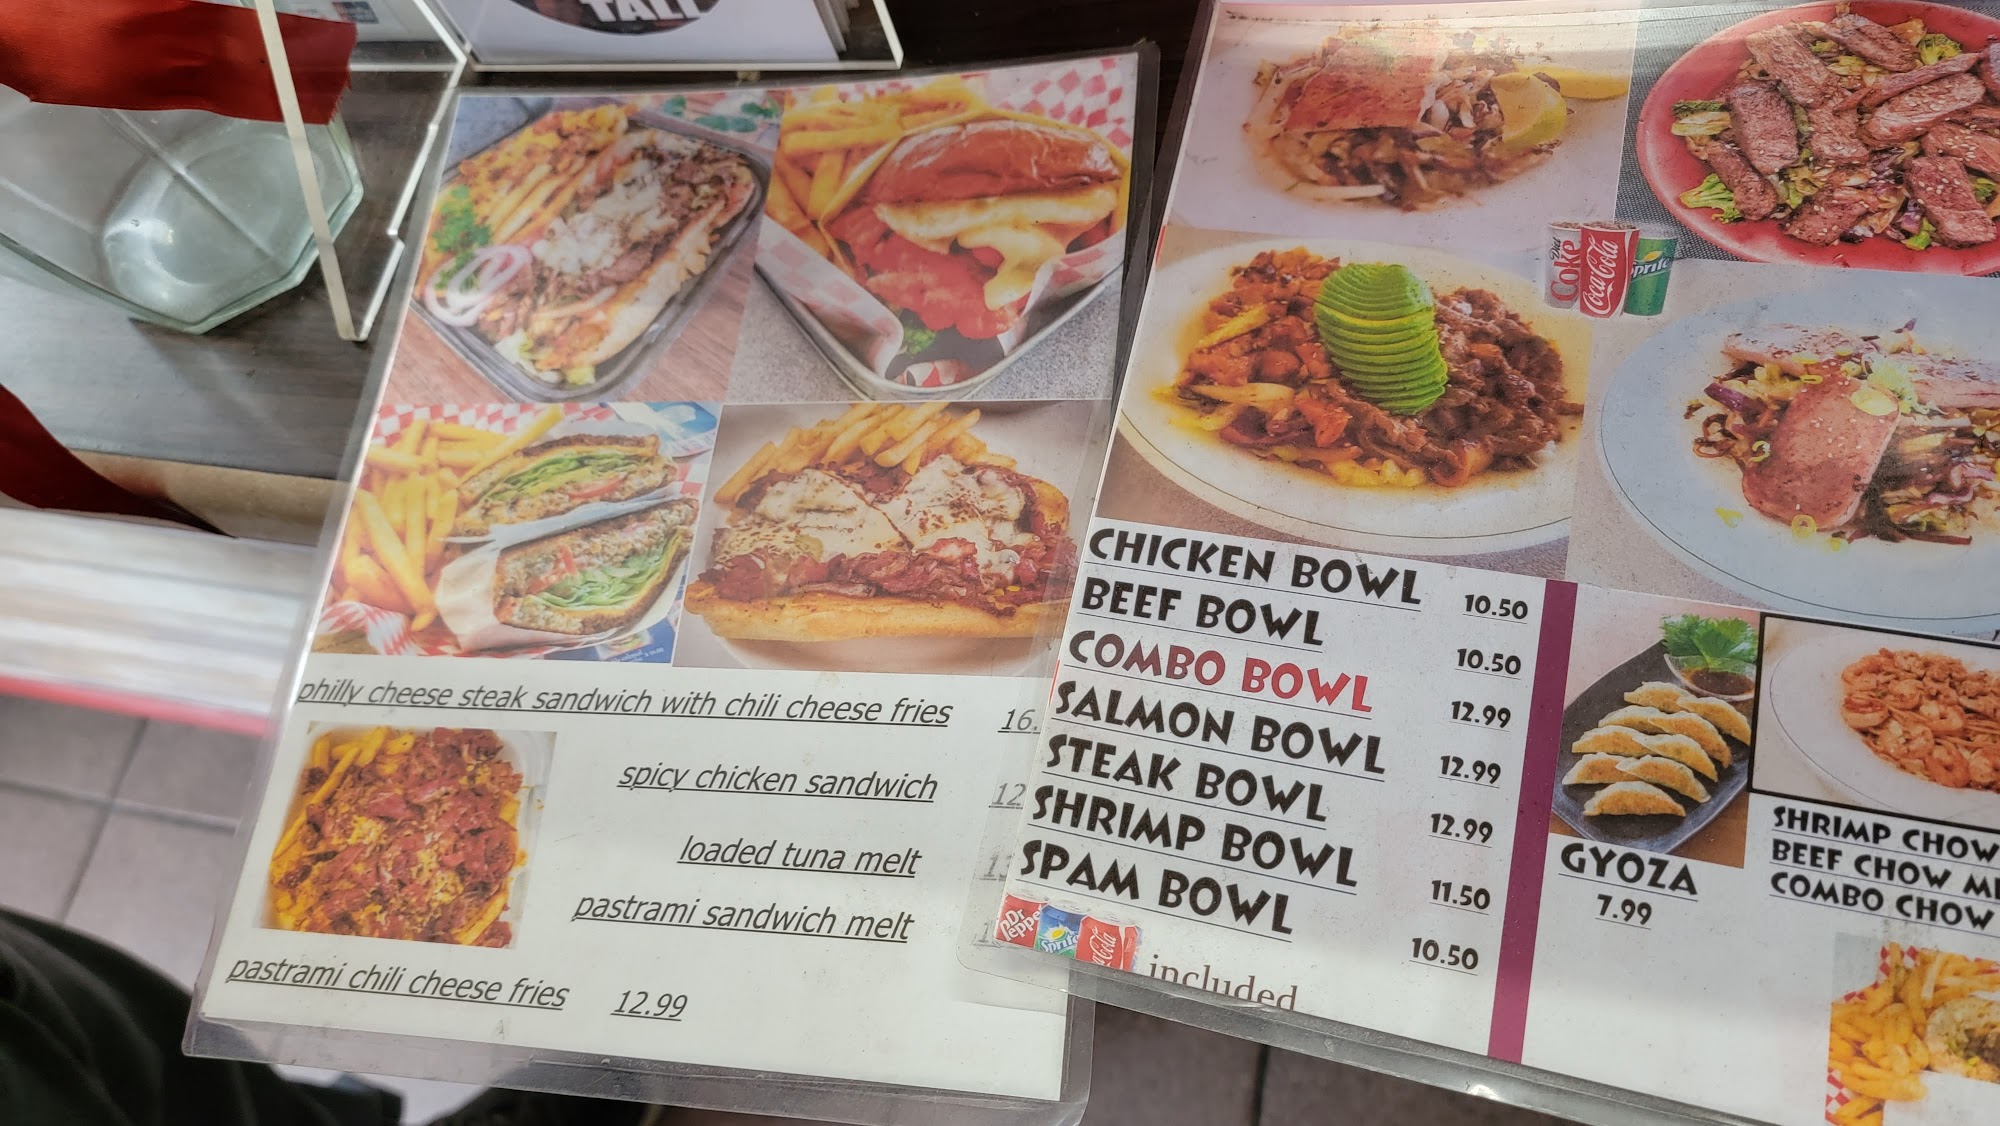 TALL
philly cheese steak sandwich with chili cheese fries 16.
spicy chicken sandwich 12
loaded tuna melt
pastrami sandwich melt
pastrami chili cheese fries 12.99
Diet Coke
Coca-Cola
Sprite
CHICKEN BOWL 10.50
BEEF BOWL 10.50
COMBO BOWL 12.99
SALMON BOWL 12.99
STEAK BOWL 12.99
SHRIMP BOWL 11.50
SPAM BOWL 10.50
Dr Pepper
Sprite
Coca-Cola
included
GYOZA
7.99
SHRIMP CHOW
BEEF CHOW
COMBO CHOW